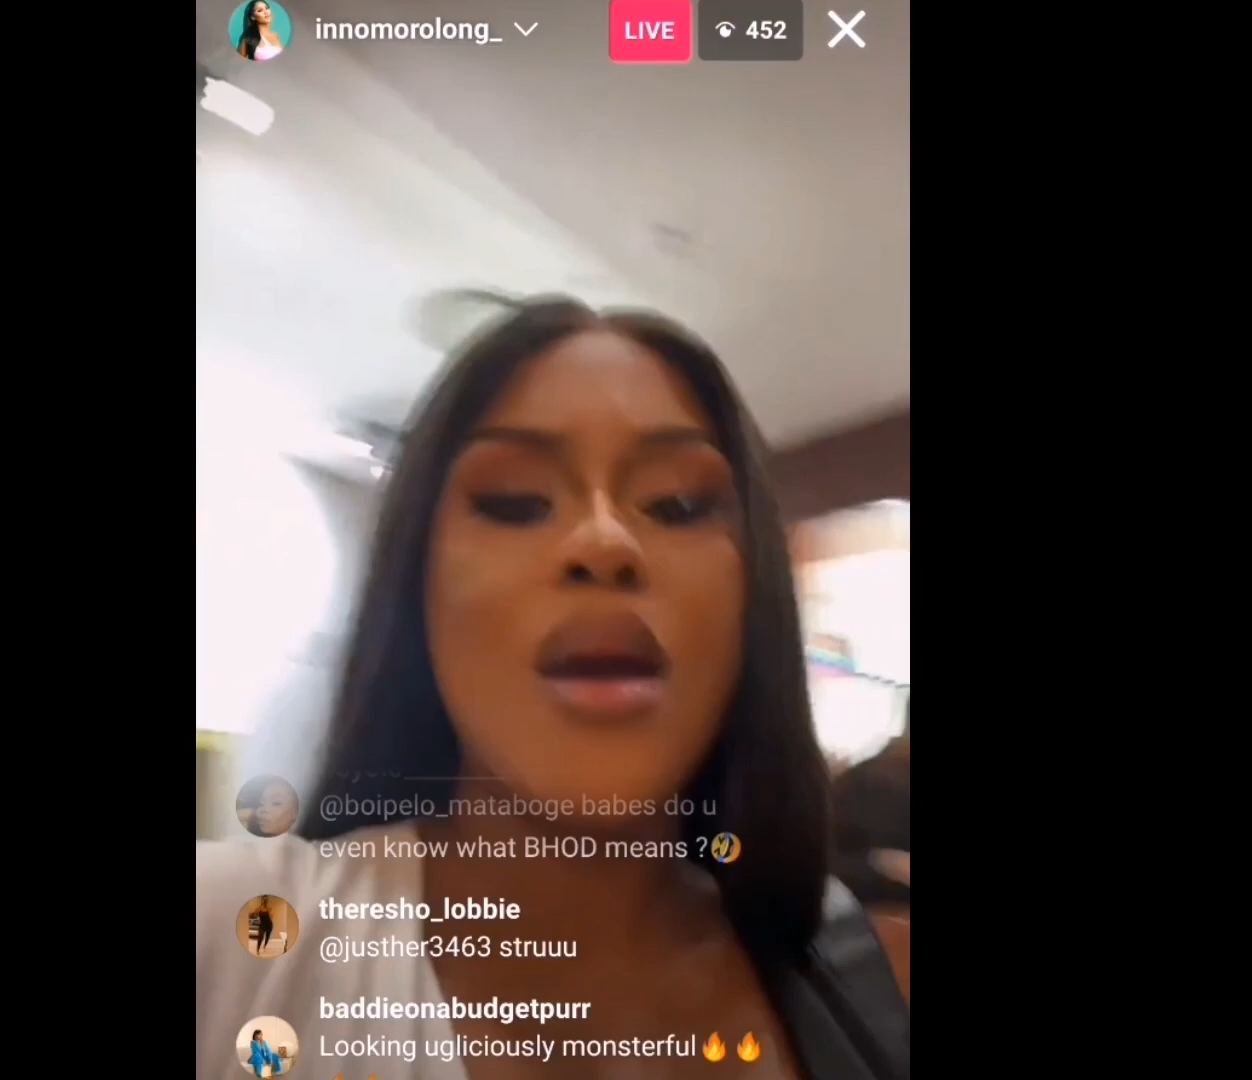 innomorolong_
LIVE
452
@boipelo_mataboge babes do u
even know what BHOD means ?🤣
theresho_lobbie
@justher3463 struuu
baddieonabudgetpurr
Looking ugliciously monsterful🔥🔥